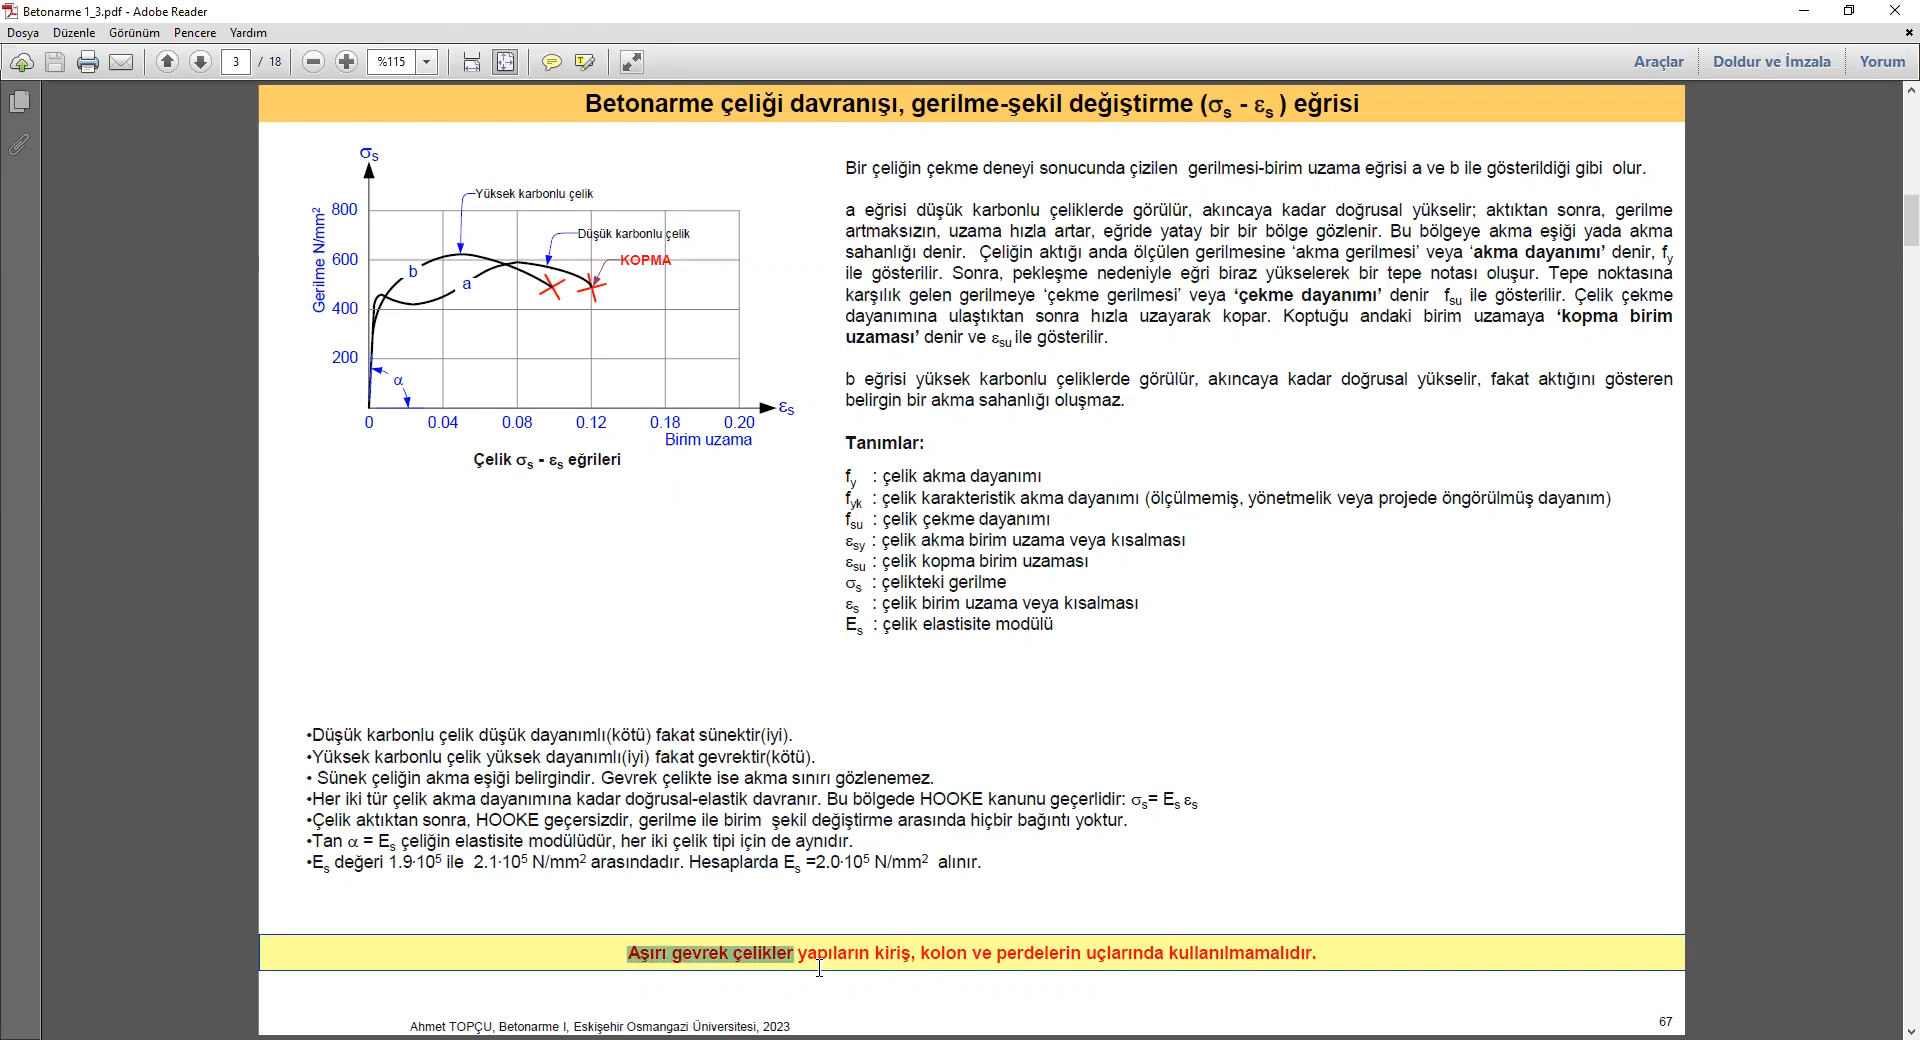 Betonarme 1_3.pdf - Adobe Reader
Dosya Düzenle Görünüm Pencere Yardım
3 / 18 %115 Araçlar Doldur ve İmzala Yorum
Betonarme çeliği davranışı, gerilme-şekil değiştirme (σs - εs ) eğrisi
σs
Gerilme N/mm²
800
600
400
200
Yüksek karbonlu çelik
Düşük karbonlu çelik
KOPMA
b
a
α
εs
0 0.04 0.08 0.12 0.18 0.20
Birim uzama
Çelik σs - εs eğrileri
Bir çeliğin çekme deneyi sonucunda çizilen gerilmesi-birim uzama eğrisi a ve b ile gösterildiği gibi olur.
a eğrisi düşük karbonlu çeliklerde görülür, akıncaya kadar doğrusal yükselir; aktıktan sonra, gerilme
artmaksızın, uzama hızla artar, eğride yatay bir bir bölge gözlenir. Bu bölgeye akma eşiği yada akma
sahanlığı denir. Çeliğin aktığı anda ölçülen gerilmesine ‘akma gerilmesi’ veya ‘akma dayanımı’ denir, fy
ile gösterilir. Sonra, pekleşme nedeniyle eğri biraz yükselerek bir tepe notası oluşur. Tepe noktasına
karşılık gelen gerilmeye ‘çekme gerilmesi’ veya ‘çekme dayanımı’ denir fsu ile gösterilir. Çelik çekme
dayanımına ulaştıktan sonra hızla uzayarak kopar. Koptuğu andaki birim uzamaya ‘kopma birim
uzaması’ denir ve εsu ile gösterilir.
b eğrisi yüksek karbonlu çeliklerde görülür, akıncaya kadar doğrusal yükselir, fakat aktığını gösteren
belirgin bir akma sahanlığı oluşmaz.
Tanımlar:
fy : çelik akma dayanımı
fyk : çelik karakteristik akma dayanımı (ölçülmemiş, yönetmelik veya projede öngörülmüş dayanım)
fsu : çelik çekme dayanımı
εsy : çelik akma birim uzama veya kısalması
εsu : çelik kopma birim uzaması
σs : çelikteki gerilme
εs : çelik birim uzama veya kısalması
Es : çelik elastisite modülü
•Düşük karbonlu çelik düşük dayanımlı(kötü) fakat sünektir(iyi).
•Yüksek karbonlu çelik yüksek dayanımlı(iyi) fakat gevrektir(kötü).
• Sünek çeliğin akma eşiği belirgindir. Gevrek çelikte ise akma sınırı gözlenemez.
•Her iki tür çelik akma dayanımına kadar doğrusal-elastik davranır. Bu bölgede HOOKE kanunu geçerlidir: σs= Es εs
•Çelik aktıktan sonra, HOOKE geçersizdir, gerilme ile birim şekil değiştirme arasında hiçbir bağıntı yoktur.
•Tan α = Es çeliğin elastisite modülüdür, her iki çelik tipi için de aynıdır.
•Es değeri 1.9·10⁵ ile 2.1·10⁵ N/mm² arasındadır. Hesaplarda Es =2.0·10⁵ N/mm² alınır.
Aşırı gevrek çelikler yapıların kiriş, kolon ve perdelerin uçlarında kullanılmamalıdır.
Ahmet TOPÇU, Betonarme I, Eskişehir Osmangazi Üniversitesi, 2023
67